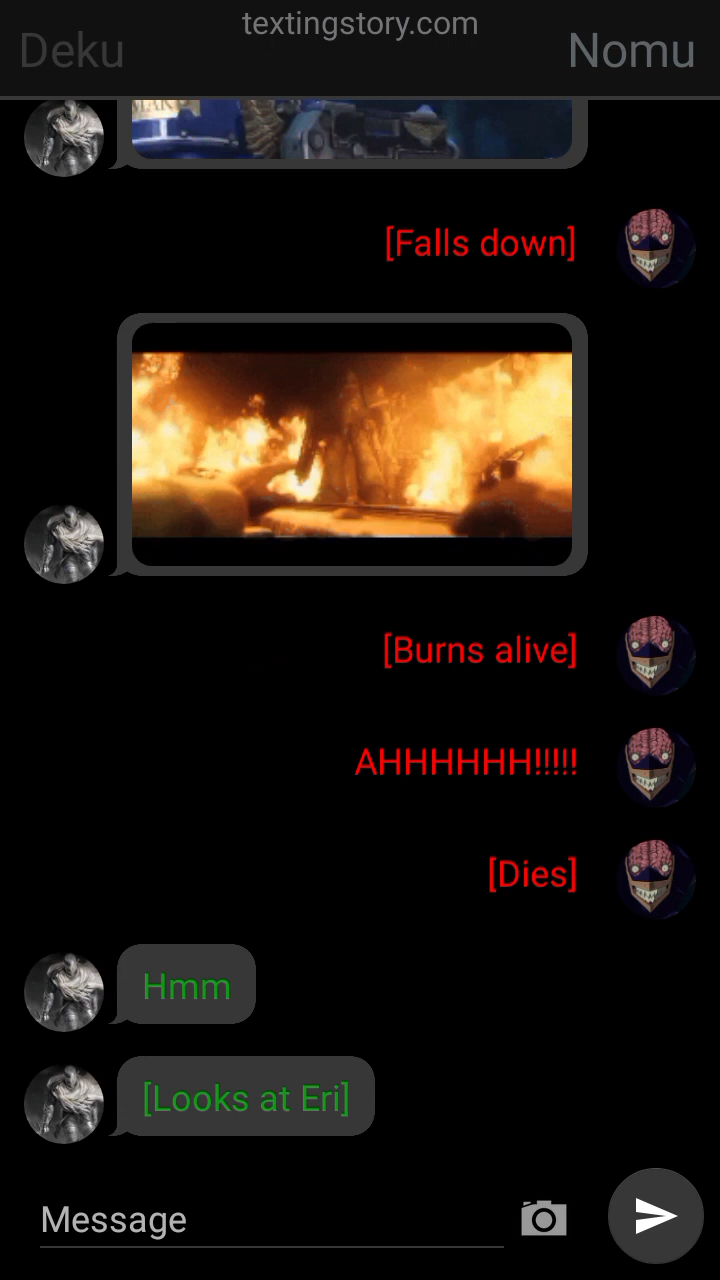 textingstory.com
Deku
Nomu
[Falls down]
[Burns alive]
AHHHHHH!!!!!
[Dies]
Hmm
[Looks at Eri]
Message